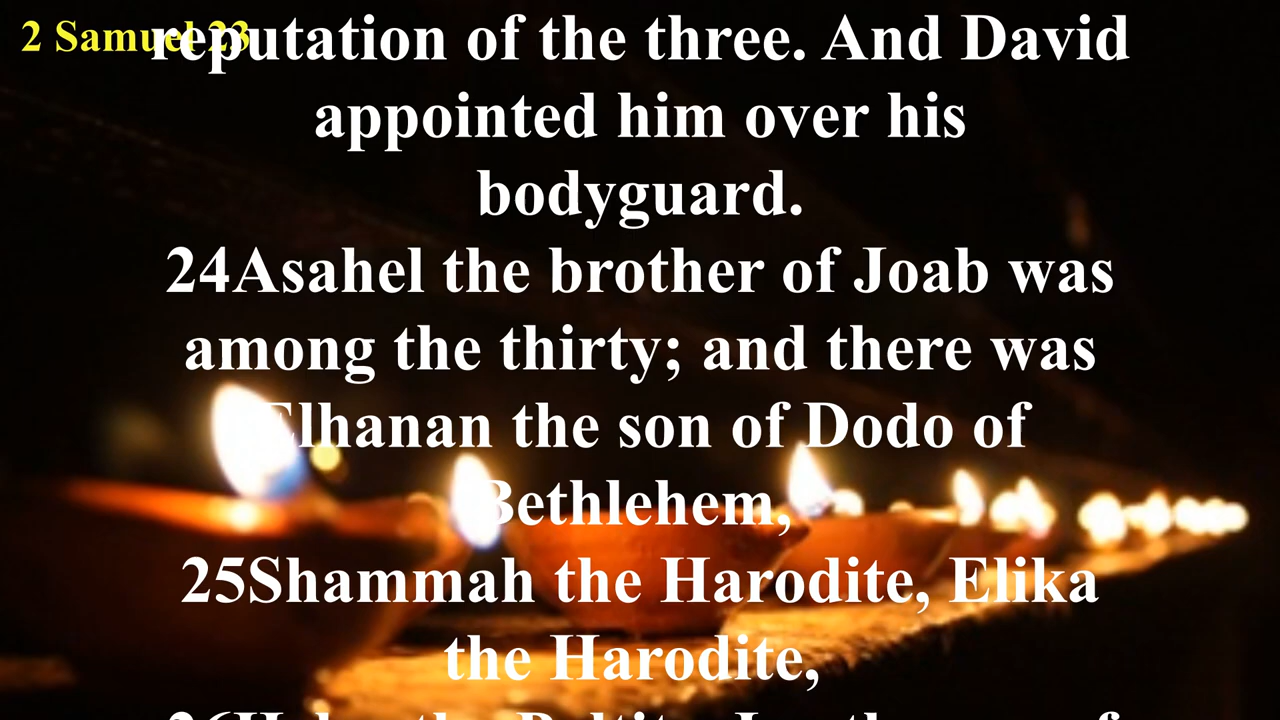 2 Samuel 23
reputation of the three. And David
appointed him over his
bodyguard.
24Asahel the brother of Joab was
among the thirty; and there was
Elhanan the son of Dodo of
Bethlehem,
25Shammah the Harodite, Elika
the Harodite,